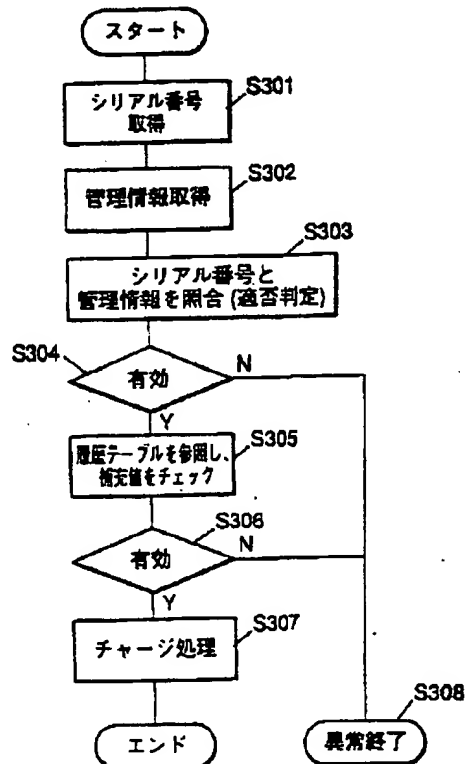 スタート
シリアル番号
取得
S301
管理情報取得
S302
S303
シリアル番号と
管理情報を照合 (適否判定)
S304
有効
N
Y
S305
履歴テーブルを参照し、
補充値をチェック
S306
有効
N
Y
S307
チャージ処理
エンド
S308
異常終了